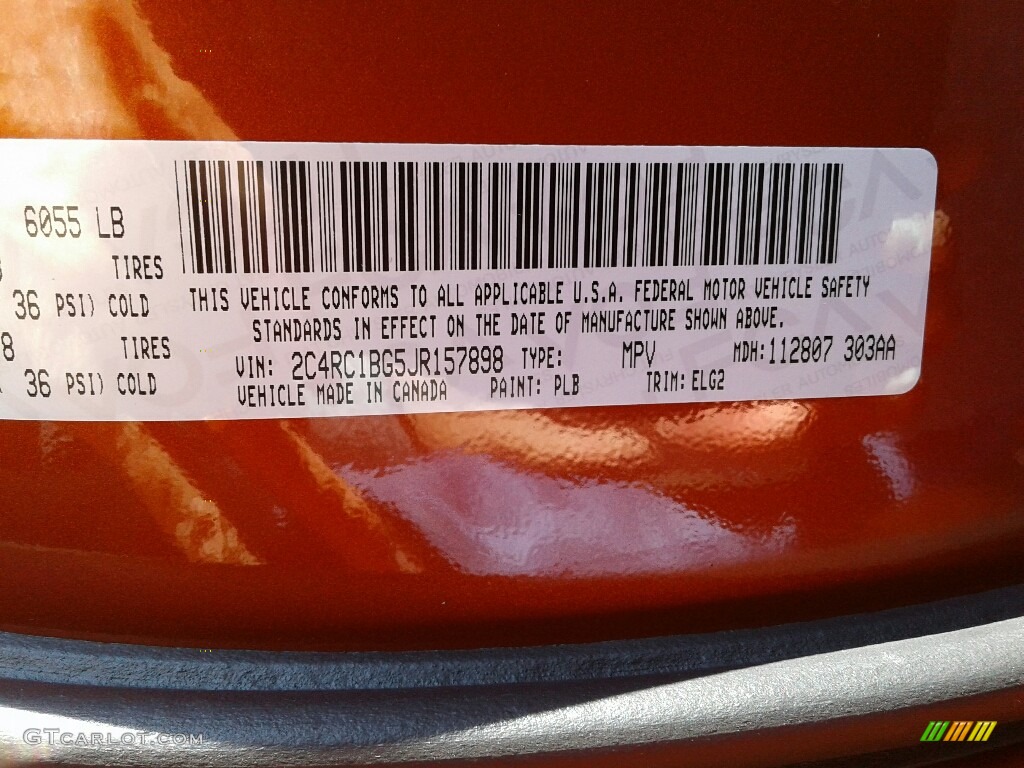 6055 LB
TIRES
36 PSI) COLD
8 TIRES
36 PSI) COLD
THIS VEHICLE CONFORMS TO ALL APPLICABLE U.S.A. FEDERAL MOTOR VEHICLE SAFETY
STANDARDS IN EFFECT ON THE DATE OF MANUFACTURE SHOWN ABOVE.
VIN: 2C4RC1BG5JR157898 TYPE: MPV MDH:112807 303AA
VEHICLE MADE IN CANADA PAINT: PLB TRIM:ELG2
GTCARLOT.COM